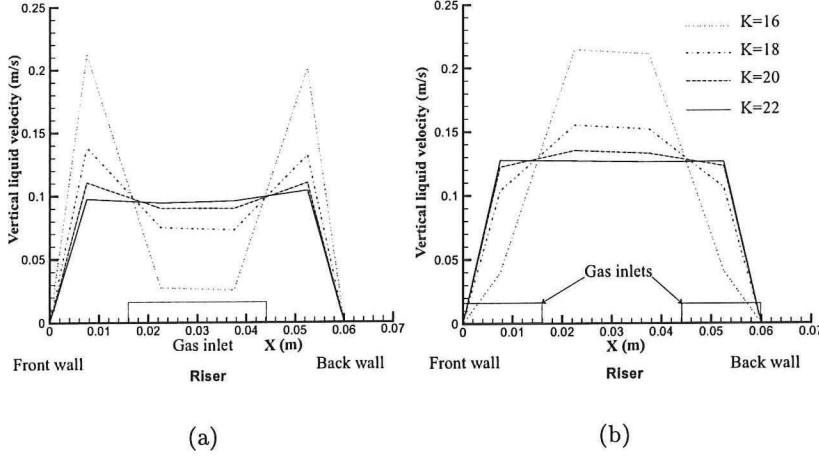 Vertical liquid velocity (m/s)
0.25
0.2
0.15
0.1
0.05
0
0 0.01 0.02 0.03 0.04 0.05 0.06 0.07
Gas inlet X (m)
Front wall Back wall
Riser
(a)
Vertical liquid velocity (m/s)
0.25
0.2
0.15
0.1
0.05
0
K=16
K=18
K=20
K=22
Gas inlets
0 0.01 0.02 0.03 0.04 0.05 0.06 0.07
X (m)
Front wall Back wall
Riser
(b)